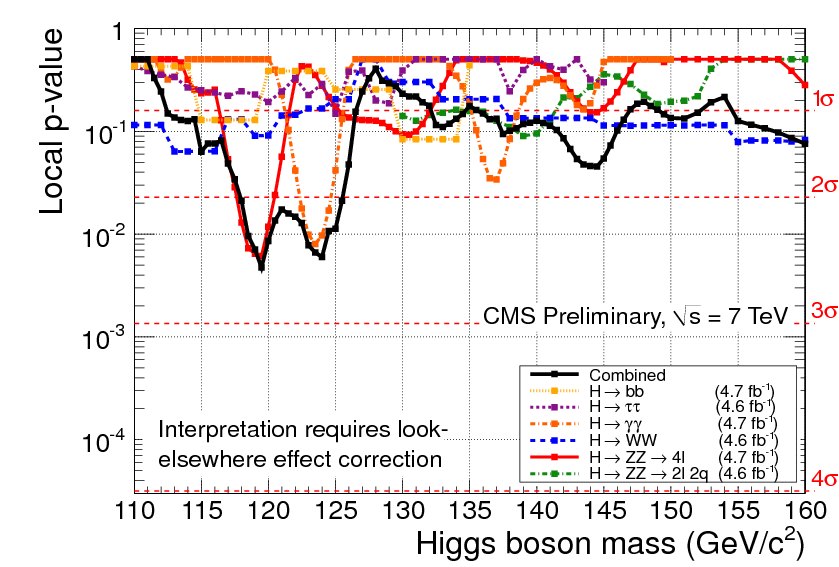 Local p-value
1
10⁻¹
10⁻²
10⁻³
10⁻⁴
1σ
2σ
3σ
4σ
CMS Preliminary, √s = 7 TeV
Combined
H → bb (4.7 fb⁻¹)
H → ττ (4.6 fb⁻¹)
H → γγ (4.7 fb⁻¹)
H → WW (4.6 fb⁻¹)
H → ZZ → 4l (4.7 fb⁻¹)
H → ZZ → 2l 2q (4.6 fb⁻¹)
Interpretation requires look-
elsewhere effect correction
110 115 120 125 130 135 140 145 150 155 160
Higgs boson mass (GeV/c²)